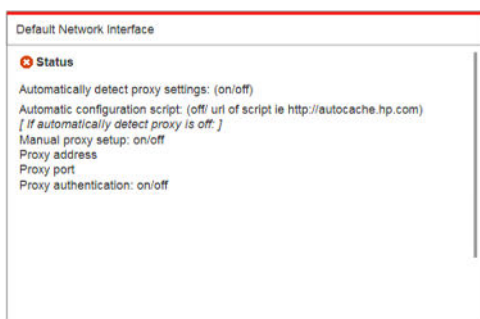 Default Network Interface
Status
Automatically detect proxy settings: (on/off)
Automatic configuration script: (off/ url of script ie http://autocache.hp.com)
[ If automatically detect proxy is off: ]
Manual proxy setup: on/off
Proxy address
Proxy port
Proxy authentication: on/off